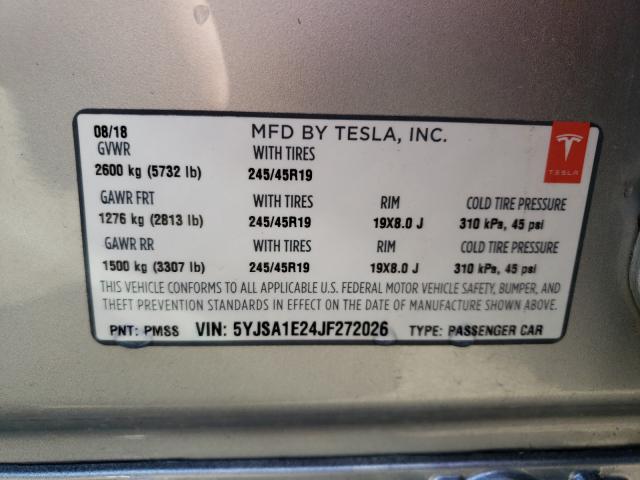 08/18 MFD BY TESLA, INC.
GVWR WITH TIRES
2600 kg (5732 lb) 245/45R19
TESLA
GAWR FRT WITH TIRES RIM COLD TIRE PRESSURE
1276 kg (2813 lb) 245/45R19 19X8.0 J 310 kPa, 45 psi
GAWR RR WITH TIRES RIM COLD TIRE PRESSURE
1500 kg (3307 lb) 245/45R19 19X8.0 J 310 kPa, 45 psi
THIS VEHICLE CONFORMS TO ALL APPLICABLE U.S. FEDERAL MOTOR VEHICLE SAFETY, BUMPER, AND
THEFT PREVENTION STANDARDS IN EFFECT ON THE DATE OF MANUFACTURE SHOWN ABOVE.
PNT: PMSS VIN: 5YJSA1E24JF272026 TYPE: PASSENGER CAR